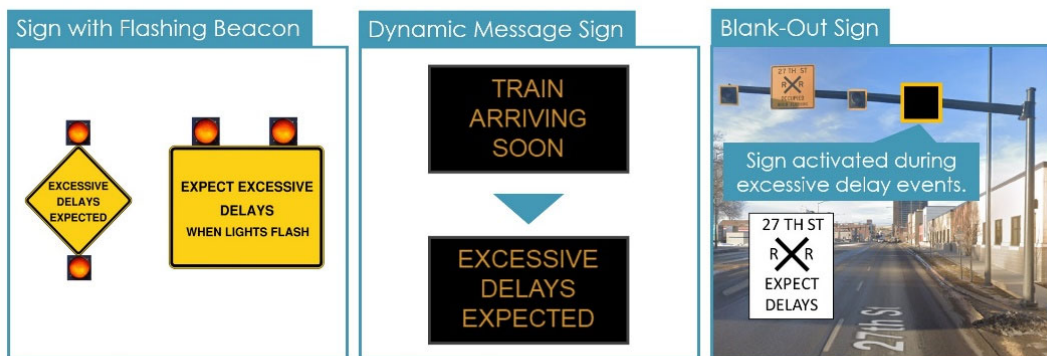 Sign with Flashing Beacon
EXCESSIVE
DELAYS
EXPECTED
EXPECT EXCESSIVE
DELAYS
WHEN LIGHTS FLASH
Dynamic Message Sign
TRAIN
ARRIVING
SOON
EXCESSIVE
DELAYS
EXPECTED
Blank-Out Sign
27 TH ST
R R
Sign activated during
excessive delay events.
27 TH ST
R R
EXPECT
DELAYS
27th St